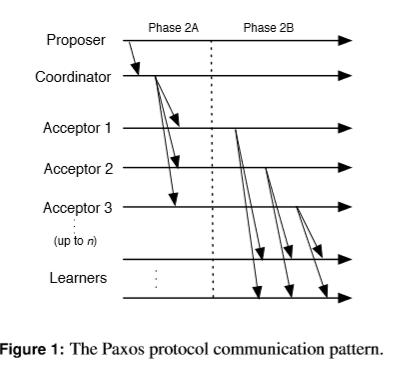 Phase 2A
Phase 2B
Proposer
Coordinator
Acceptor 1
Acceptor 2
Acceptor 3
(up to n)
Learners
Figure 1: The Paxos protocol communication pattern.